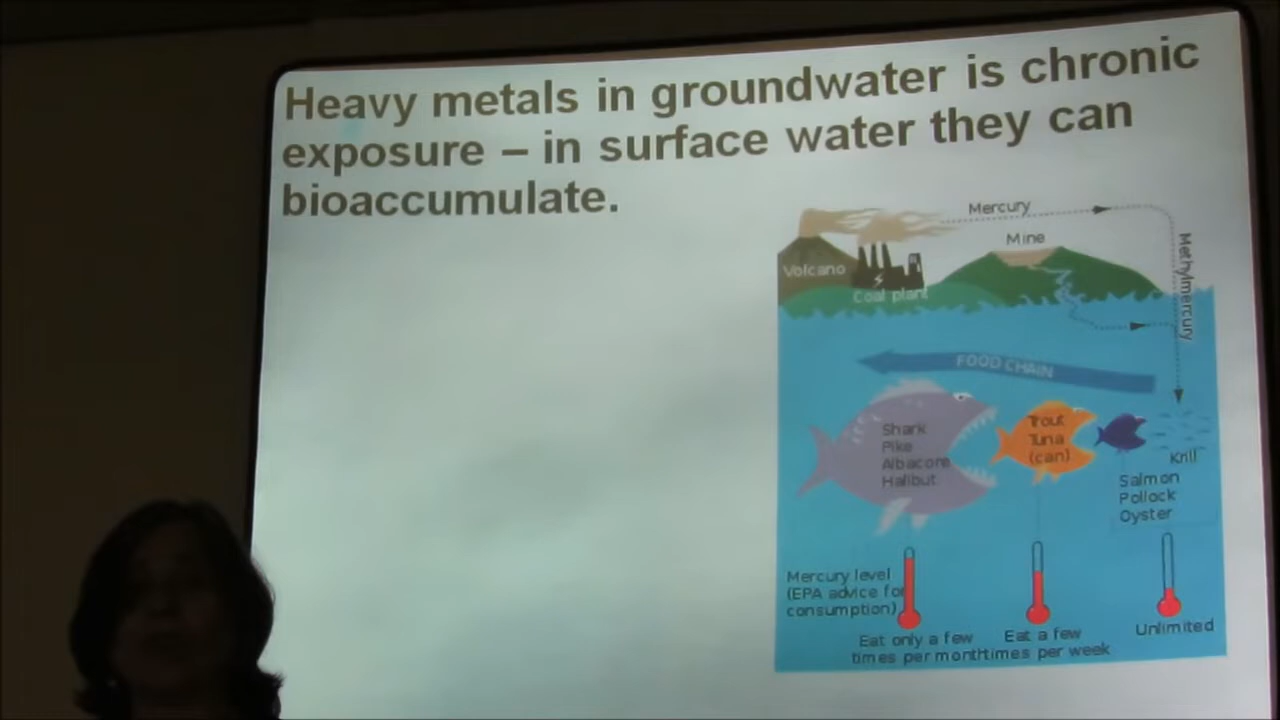 Heavy metals in groundwater is chronic
exposure – in surface water they can
bioaccumulate.
Mercury
Mine
Volcano
Coal plant
Methylmercury
FOOD CHAIN
Shark
Pike
Albacore
Halibut
Trout
Tuna
(can)
Krill
Salmon
Pollock
Oyster
Mercury level
(EPA advice for
consumption)
Eat only a few
times per month
Eat a few
times per week
Unlimited